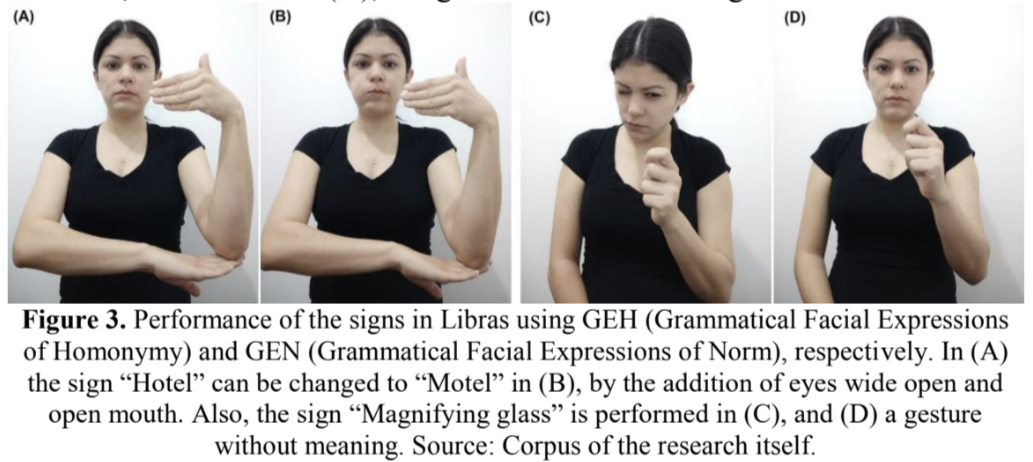 (A)
(B)
(C)
(D)
Figure 3. Performance of the signs in Libras using GEH (Grammatical Facial Expressions
of Homonymy) and GEN (Grammatical Facial Expressions of Norm), respectively. In (A)
the sign “Hotel” can be changed to “Motel” in (B), by the addition of eyes wide open and
open mouth. Also, the sign “Magnifying glass” is performed in (C), and (D) a gesture
without meaning. Source: Corpus of the research itself.